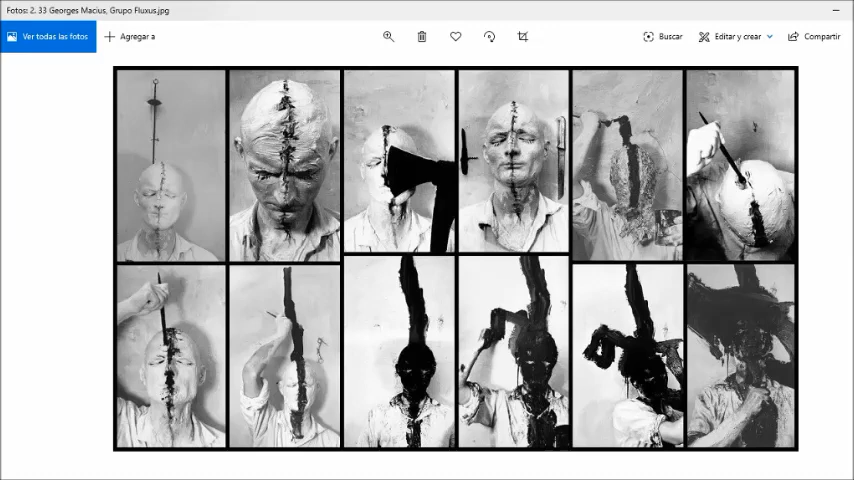 Fotos: 2, 33 Georges Macius, Grupo Fluxus.jpg
Ver todas las fotos
Agregar a
Buscar
Editar y crear
Compartir